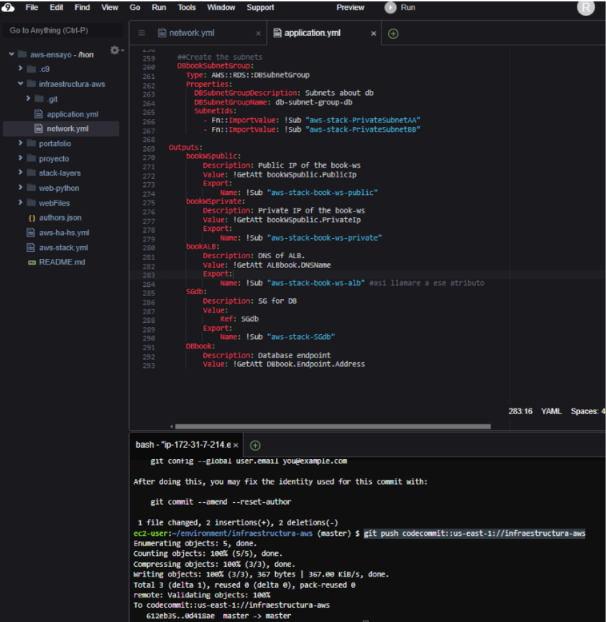 File Edit Find View Go Run Tools Window Support Preview Run
Go to Anything (Ctrl-P)
network.yml × application.yml ×
aws-ensayo - /hon
.c9
infraestructura-aws
.git
application.yml
network.yml
portafolio
proyecto
stack-layers
web-python
webFiles
authors.json
aws-ha-hs.yml
aws-stack.yml
README.md
259 ##Create the subnets
260 DBbookSubnetGroup:
261 Type: AWS::RDS::DBSubnetGroup
262 Properties:
263 DBSubnetGroupDescription: Subnets about db
264 DBSubnetGroupName: db-subnet-group-db
265 SubnetIds:
266 - Fn::ImportValue: !Sub "aws-stack-PrivateSubnetAA"
267 - Fn::ImportValue: !Sub "aws-stack-PrivateSubnetBB"
268
269 Outputs:
270 bookWSpublic:
271 Description: Public IP of the book-ws
272 Value: !GetAtt bookWSpublic.PublicIp
273 Export:
274 Name: !Sub "aws-stack-book-ws-public"
275 bookWSprivate:
276 Description: Private IP of the book-ws
277 Value: !GetAtt bookWSpublic.PrivateIp
278 Export:
279 Name: !Sub "aws-stack-book-ws-private"
280 bookALB:
281 Description: DNS of ALB.
282 Value: !GetAtt ALBbook.DNSName
283 Export:
284 Name: !Sub "aws-stack-book-ws-alb" #asi llamare a ese atributo
285 SGdb:
286 Description: SG for DB
287 Value:
288 Ref: SGdb
289 Export:
290 Name: !Sub "aws-stack-SGdb"
291 DBbook:
292 Description: Database endpoint
293 Value: !GetAtt DBbook.Endpoint.Address
283:16 YAML Spaces: 4
bash - "ip-172-31-7-214.e ×
git config --global user.email you@example.com
After doing this, you may fix the identity used for this commit with:
git commit --amend --reset-author
1 file changed, 2 insertions(+), 2 deletions(-)
ec2-user:~/environment/infraestructura-aws (master) $ git push codecommit::us-east-1://infraestructura-aws
Enumerating objects: 5, done.
Counting objects: 100% (5/5), done.
Compressing objects: 100% (3/3), done.
Writing objects: 100% (3/3), 367 bytes | 367.00 KiB/s, done.
Total 3 (delta 1), reused 0 (delta 0), pack-reused 0
remote: Validating objects: 100%
To codecommit::us-east-1://infraestructura-aws
612eb35..0d418ae master -> master